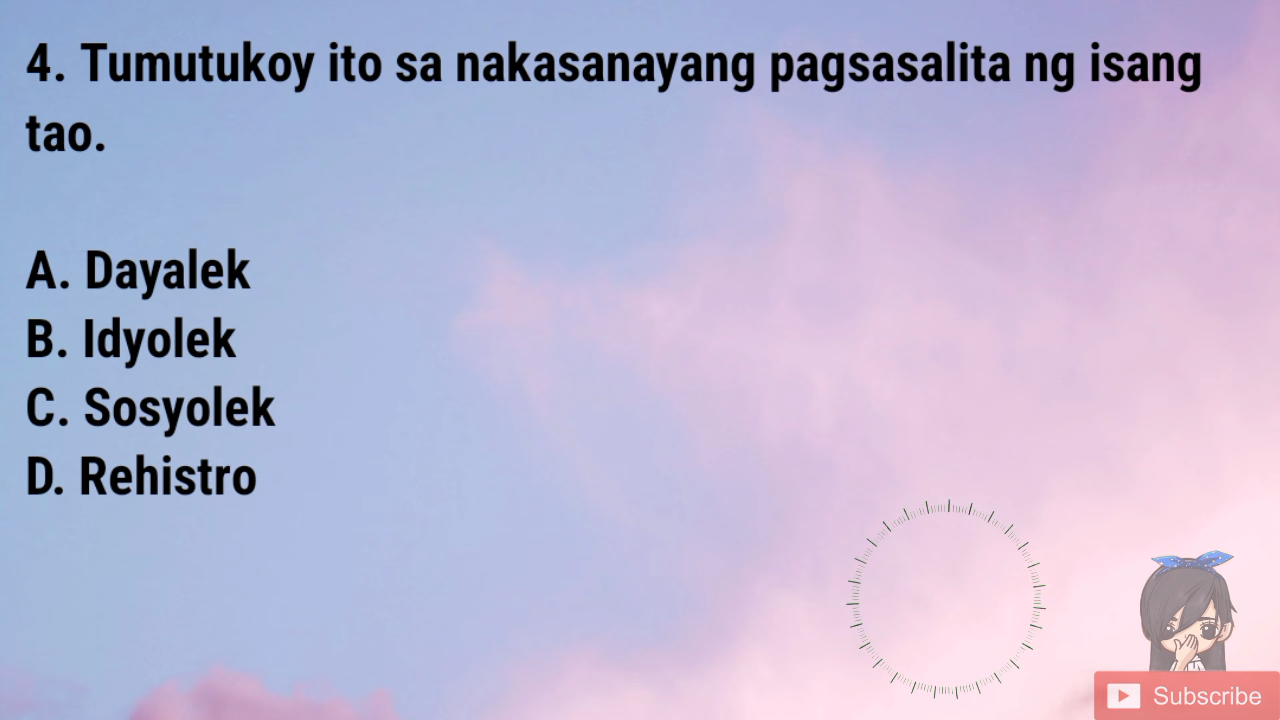 4. Tumutukoy ito sa nakasanayang pagsasalita ng isang
tao.
A. Dayalek
B. Idyolek
C. Sosyolek
D. Rehistro
Subscribe